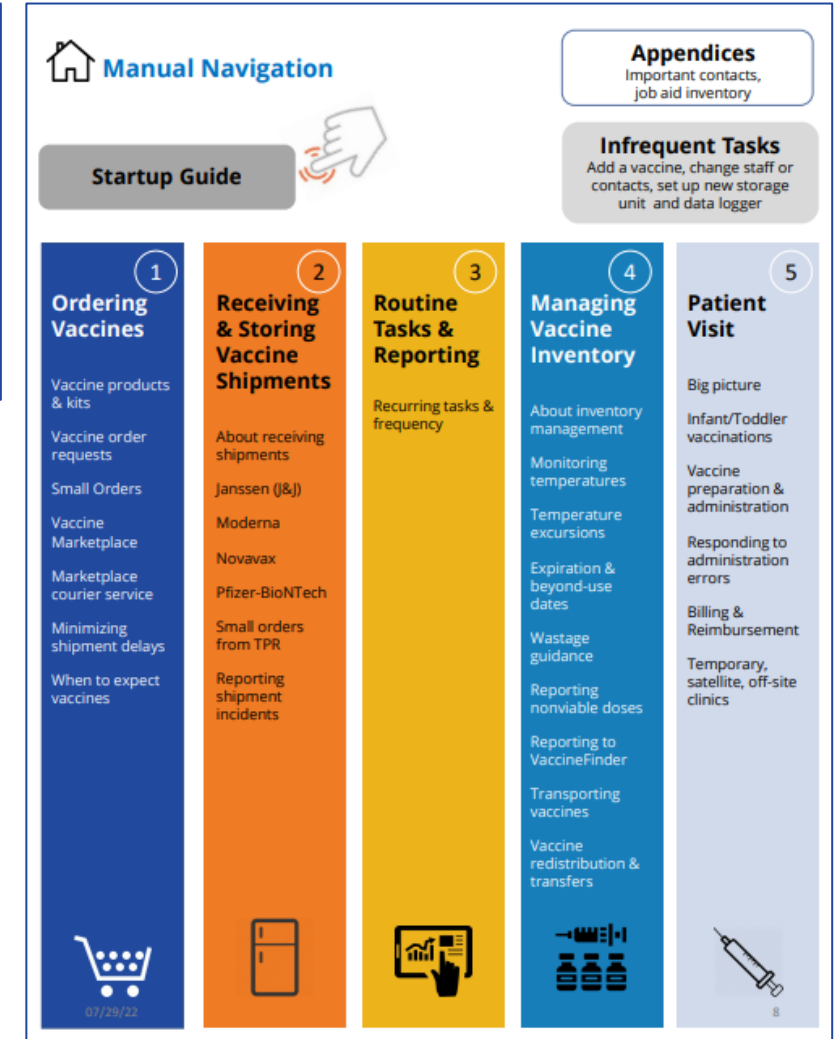 Manual Navigation
Appendices
Important contacts,
job aid inventory
Startup Guide
Infrequent Tasks
Add a vaccine, change staff or
contacts, set up new storage
unit and data logger
1
Ordering
Vaccines
Vaccine products
& kits
Vaccine order
requests
Small Orders
Vaccine
Marketplace
Marketplace
courier service
Minimizing
shipment delays
When to expect
vaccines
07/29/22
2
Receiving
& Storing
Vaccine
Shipments
About receiving
shipments
Janssen (J&J)
Moderna
Novavax
Pfizer-BioNTech
Small orders
from TPR
Reporting
shipment
incidents
3
Routine
Tasks &
Reporting
Recurring tasks &
frequency
4
Managing
Vaccine
Inventory
About inventory
management
Monitoring
temperatures
Temperature
excursions
Expiration &
beyond-use
dates
Wastage
guidance
Reporting
nonviable doses
Reporting to
VaccineFinder
Transporting
vaccines
Vaccine
redistribution &
transfers
5
Patient
Visit
Big picture
Infant/Toddler
vaccinations
Vaccine
preparation &
administration
Responding to
administration
errors
Billing &
Reimbursement
Temporary,
satellite, off-site
clinics
8